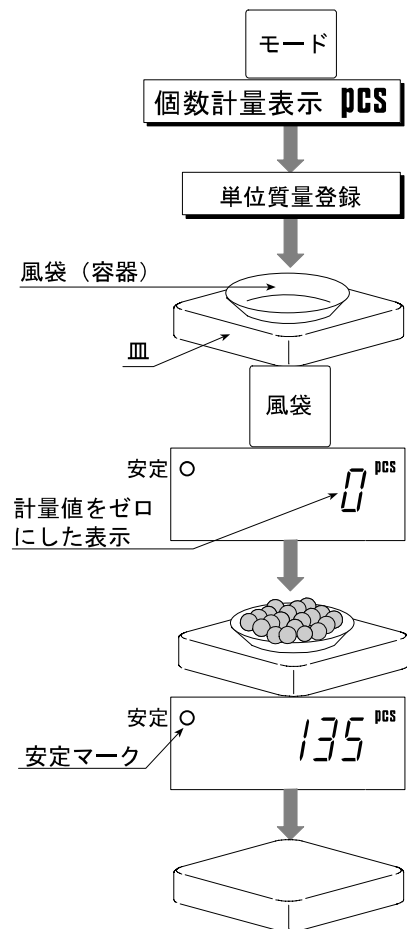 モード
個数計量表示 pcs
単位質量登録
風袋（容器）
皿
風袋
安定
0 pcs
計量値をゼロ
にした表示
安定
135 pcs
安定マーク